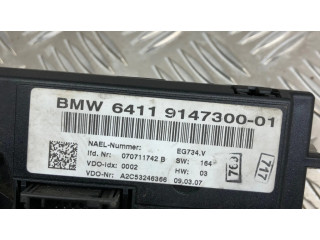 BMW 6411 9147300-01
NAEL-Nummer: EG734.V
lfd. Nr: 070711742 B SW: 164
VDO-Idx: 0002 HW: 03
VDO-Nr: A2C53246366 09.03.07
717